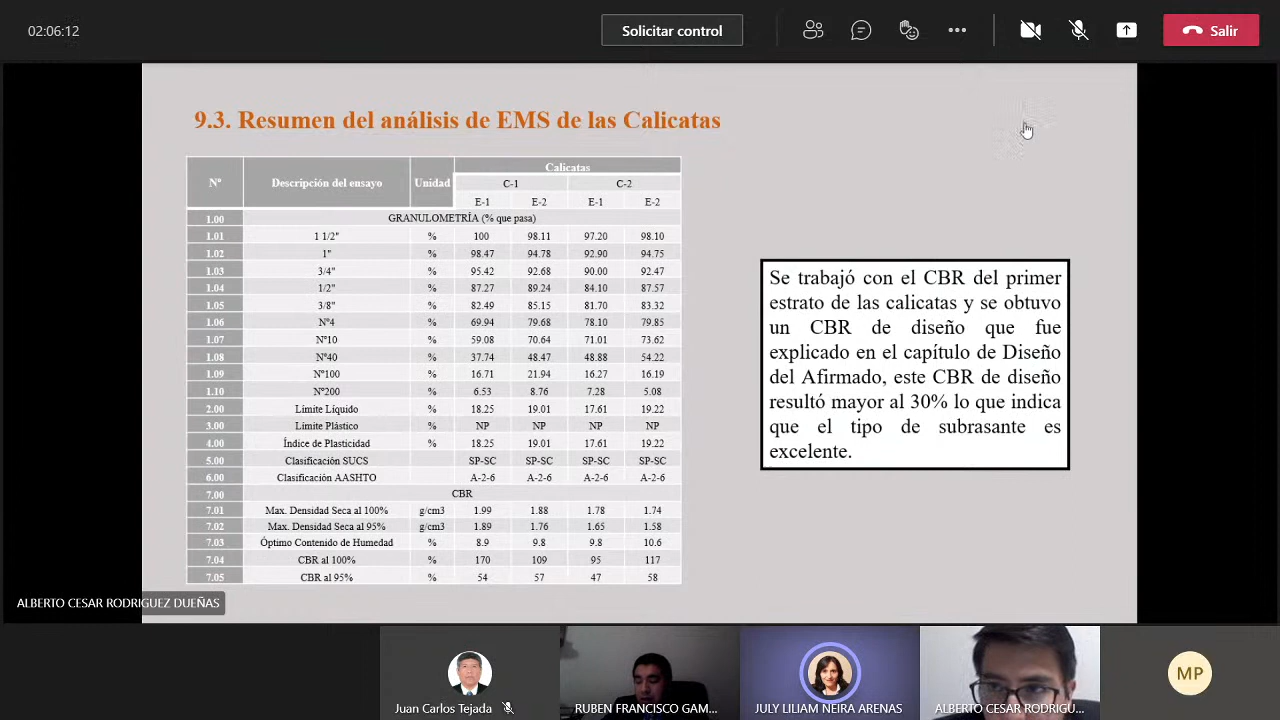 02:06:12
Solicitar control
Salir
9.3. Resumen del análisis de EMS de las Calicatas
Nº Descripción del ensayo Unidad Calicatas
C-1 C-2
E-1 E-2 E-1 E-2
1.00 GRANULOMETRÍA (% que pasa)
1.01 1 1/2" % 100 98.11 97.20 98.10
1.02 1" % 98.47 94.78 92.90 94.75
1.03 3/4" % 95.42 92.68 90.00 92.47
1.04 1/2" % 87.27 89.24 84.10 87.57
1.05 3/8" % 82.49 85.15 81.70 83.32
1.06 Nº4 % 69.94 79.68 78.10 79.85
1.07 Nº10 % 59.08 70.64 71.01 73.62
1.08 Nº40 % 37.74 48.47 48.88 54.22
1.09 Nº100 % 16.71 21.94 16.27 16.19
1.10 Nº200 % 6.53 8.76 7.28 5.08
2.00 Límite Líquido % 18.25 19.01 17.61 19.22
3.00 Límite Plástico % NP NP NP NP
4.00 Índice de Plasticidad % 18.25 19.01 17.61 19.22
5.00 Clasificación SUCS SP-SC SP-SC SP-SC SP-SC
6.00 Clasificación AASHTO A-2-6 A-2-6 A-2-6 A-2-6
7.00 CBR
7.01 Max. Densidad Seca al 100% g/cm3 1.99 1.88 1.78 1.74
7.02 Max. Densidad Seca al 95% g/cm3 1.89 1.76 1.65 1.58
7.03 Óptimo Contenido de Humedad % 8.9 9.8 9.8 10.6
7.04 CBR al 100% % 170 109 95 117
7.05 CBR al 95% % 54 57 47 58
Se trabajó con el CBR del primer
estrato de las calicatas y se obtuvo
un CBR de diseño que fue
explicado en el capítulo de Diseño
del Afirmado, este CBR de diseño
resultó mayor al 30% lo que indica
que el tipo de subrasante es
excelente.
ALBERTO CESAR RODRIGUEZ DUEÑAS
Juan Carlos Tejada
RUBEN FRANCISCO GAM...
JULY LILIAM NEIRA ARENAS
ALBERTO CESAR RODRIGU...
MP